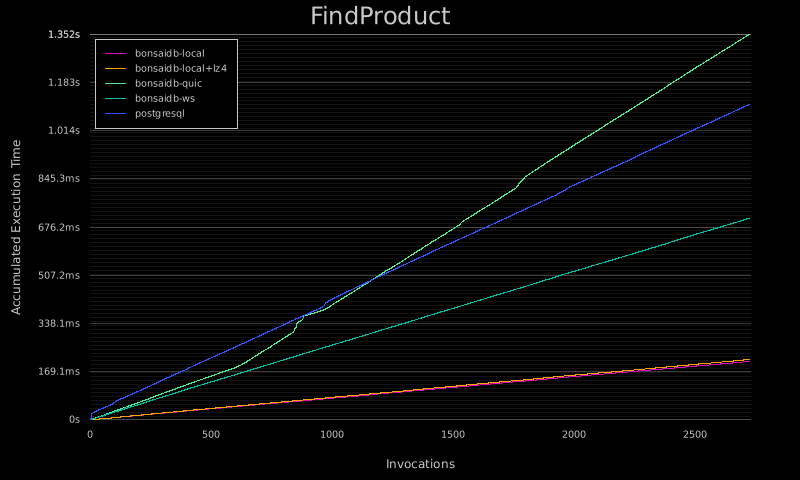 FindProduct
1.352s
bonsaidb-local
bonsaidb-local+lz4
bonsaidb-quic
bonsaidb-ws
postgresql
1.183s
1.014s
845.3ms
676.2ms
507.2ms
338.1ms
169.1ms
0s
Accumulated Execution Time
0
500
1000
1500
2000
2500
Invocations